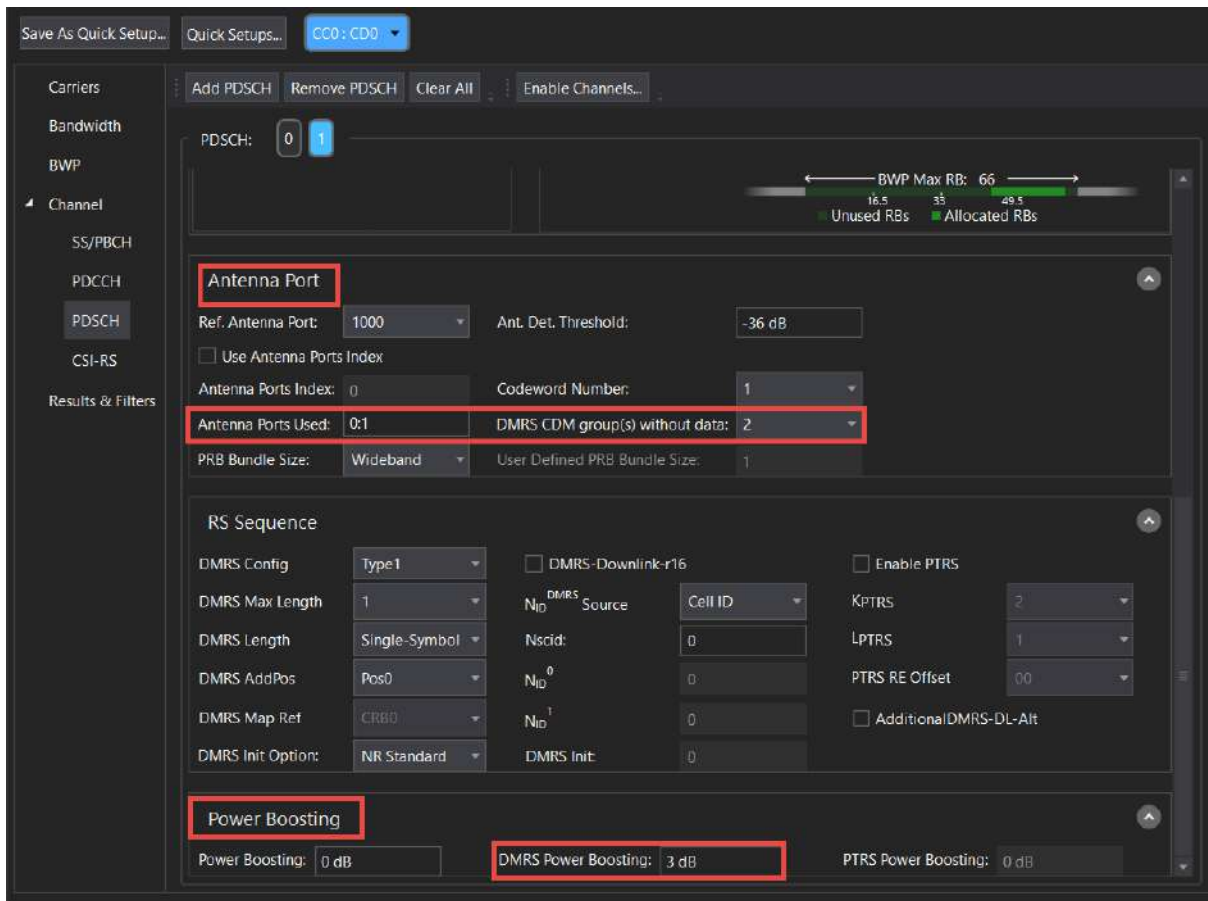 Save As Quick Setup... Quick Setups... CC0 : CD0
Carriers
Bandwidth
BWP
Channel
SS/PBCH
PDCCH
PDSCH
CSI-RS
Results & Filters
Add PDSCH Remove PDSCH Clear All Enable Channels...
PDSCH: 0 1
BWP Max RB: 66
16.5 33 49.5
Unused RBs Allocated RBs
Antenna Port
Ref. Antenna Port: 1000 Ant. Det. Threshold: -36 dB
Use Antenna Ports Index
Antenna Ports Index: 0 Codeword Number: 1
Antenna Ports Used: 0:1 DMRS CDM group(s) without data: 2
PRB Bundle Size: Wideband User Defined PRB Bundle Size: 1
RS Sequence
DMRS Config Type1 DMRS-Downlink-r16 Enable PTRS
DMRS Max Length 1 NID DMRS Source Cell ID KPTRS 2
DMRS Length Single-Symbol Nscid: 0 LPTRS 1
DMRS AddPos Pos0 NID 0 0 PTRS RE Offset 00
DMRS Map Ref CRB0 NID 1 0 AdditionalDMRS-DL-Alt
DMRS Init Option: NR Standard DMRS Init: 0
Power Boosting
Power Boosting: 0 dB DMRS Power Boosting: 3 dB PTRS Power Boosting: 0 dB